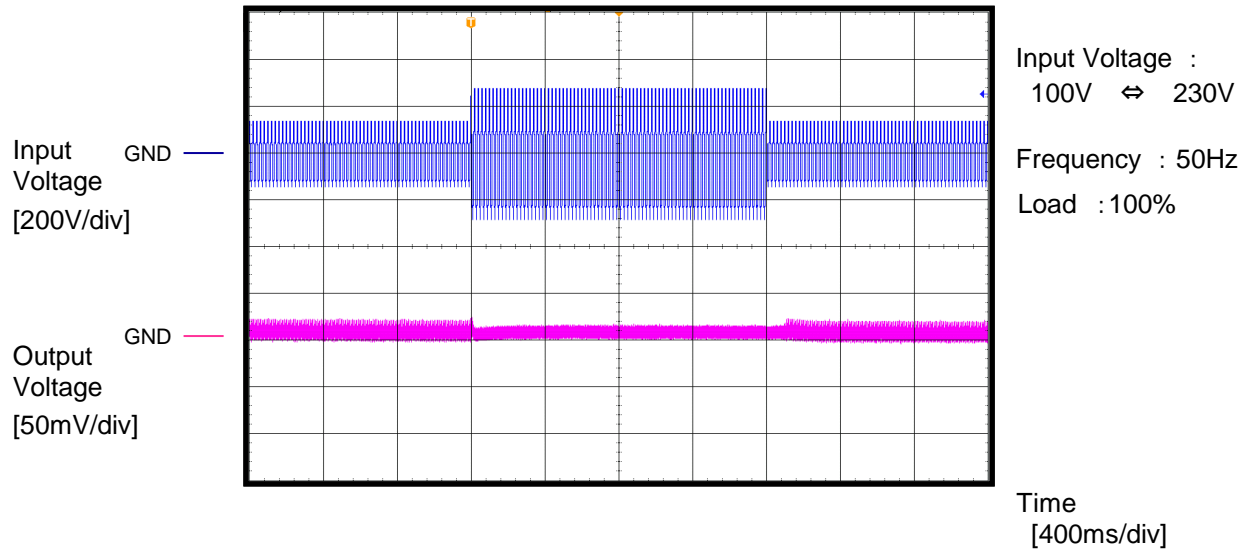 T
Input Voltage :
100V ⇔ 230V
Frequency : 50Hz
Load :100%
Input
Voltage
[200V/div]
GND
Output
Voltage
[50mV/div]
GND
Time
[400ms/div]